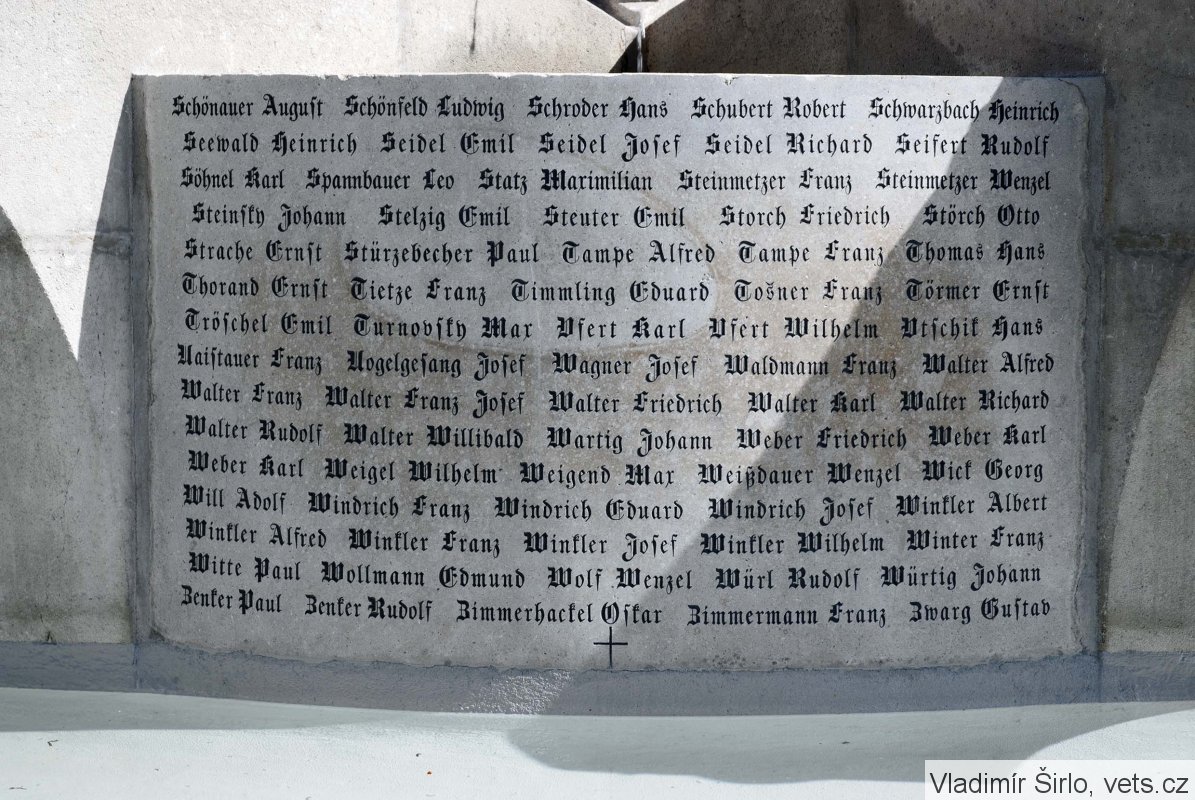 Schönauer August Schönfeld Ludwig Schroder Hans Schubert Robert Schwarzbach Heinrich
Seewald Heinrich Seidel Emil Seidel Josef Seidel Richard Seifert Rudolf
Söhnel Karl Spannbauer Leo Statz Maximilian Steinmetzer Franz Steinmetzer Wenzel
Steinsky Johann Stelzig Emil Steuter Emil Storch Friedrich Störch Otto
Strache Ernst Stürzebecher Paul Tampe Alfred Tampe Franz Thomas Hans
Thorand Ernst Tietze Franz Timmling Eduard Tošner Franz Törmer Ernst
Tröschel Emil Turnovsky Max Ufert Karl Ufert Wilhelm Utschik Hans
Vaistauer Franz Vogelgesang Josef Wagner Josef Waldmann Franz Walter Alfred
Walter Franz Walter Franz Josef Walter Friedrich Walter Karl Walter Richard
Walter Rudolf Walter Willibald Wartig Johann Weber Friedrich Weber Karl
Weber Karl Weigel Wilhelm Weigend Max Weißbauer Wenzel Wick Georg
Will Adolf Windrich Franz Windrich Eduard Windrich Josef Winkler Albert
Winkler Alfred Winkler Franz Winkler Josef Winkler Wilhelm Winter Franz
Witte Paul Wollmann Edmund Wolf Wenzel Würl Rudolf Würtig Johann
Zenker Paul Zenker Rudolf Zimmerhackel Oskar Zimmermann Franz Zwarg Gustav
Vladimír Širlo, vets.cz